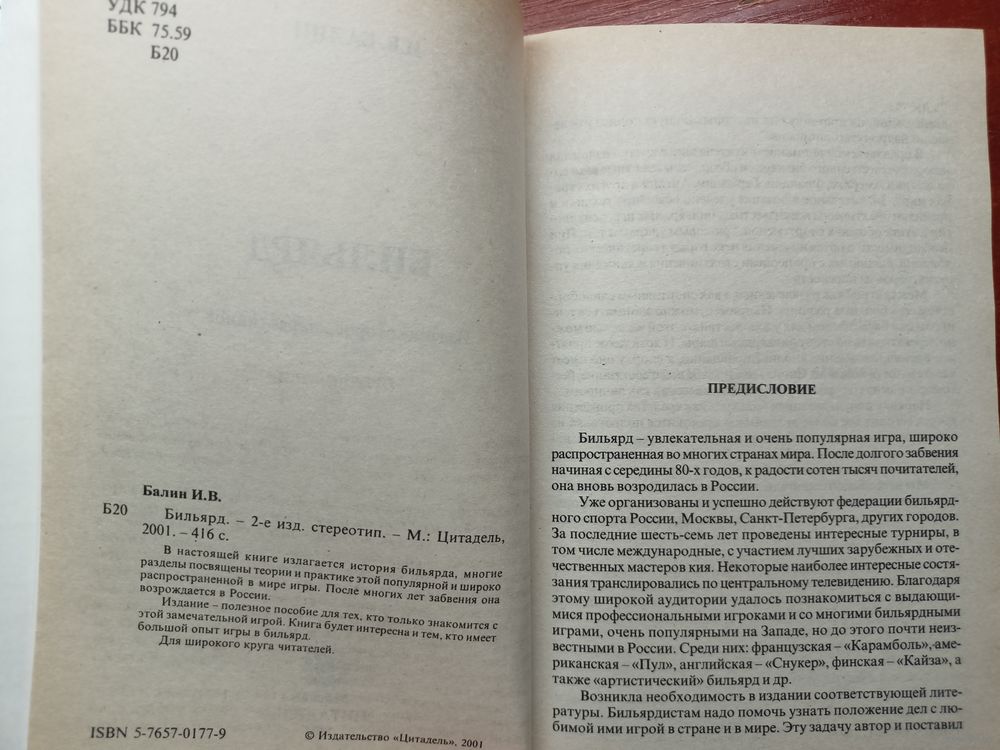 УДК 794
ББК 75.59
Б20
Балин И.В.
Б20
Бильярд. – 2-е изд. стереотип. – М.: Цитадель,
2001. – 416 с.
В настоящей книге излагается история бильярда, многие
разделы посвящены теории и практике этой популярной и широко
распространенной в мире игры. После многих лет забвения она
возрождается в России.
Издание – полезное пособие для тех, кто только знакомится с
этой замечательной игрой. Книга будет интересна и тем, кто имеет
большой опыт игры в бильярд.
Для широкого круга читателей.
ISBN 5-7657-0177-9
© Издательство «Цитадель», 2001
ПРЕДИСЛОВИЕ
Бильярд – увлекательная и очень популярная игра, широко
распространенная во многих странах мира. После долгого забвения
начиная с середины 80-х годов, к радости сотен тысяч почитателей,
она вновь возродилась в России.
Уже организованы и успешно действуют федерации бильярд-
ного спорта России, Москвы, Санкт-Петербурга, других городов.
За последние шесть-семь лет проведены интересные турниры, в
том числе международные, с участием лучших зарубежных и оте-
чественных мастеров кия. Некоторые наиболее интересные состя-
зания транслировались по центральному телевидению. Благодаря
этому широкой аудитории удалось познакомиться с выдающи-
мися профессиональными игроками и со многими бильярдными
играми, очень популярными на Западе, но до этого почти неиз-
вестными в России. Среди них: французская – «Карамболь», аме-
риканская – «Пул», английская – «Снукер», финская – «Кайза», а
также «артистический» бильярд и др.
Возникла необходимость в издании соответствующей лите-
ратуры. Бильярдистам надо помочь узнать положение дел с лю-
бимой ими игрой в стране и в мире. Эту задачу автор и поставил